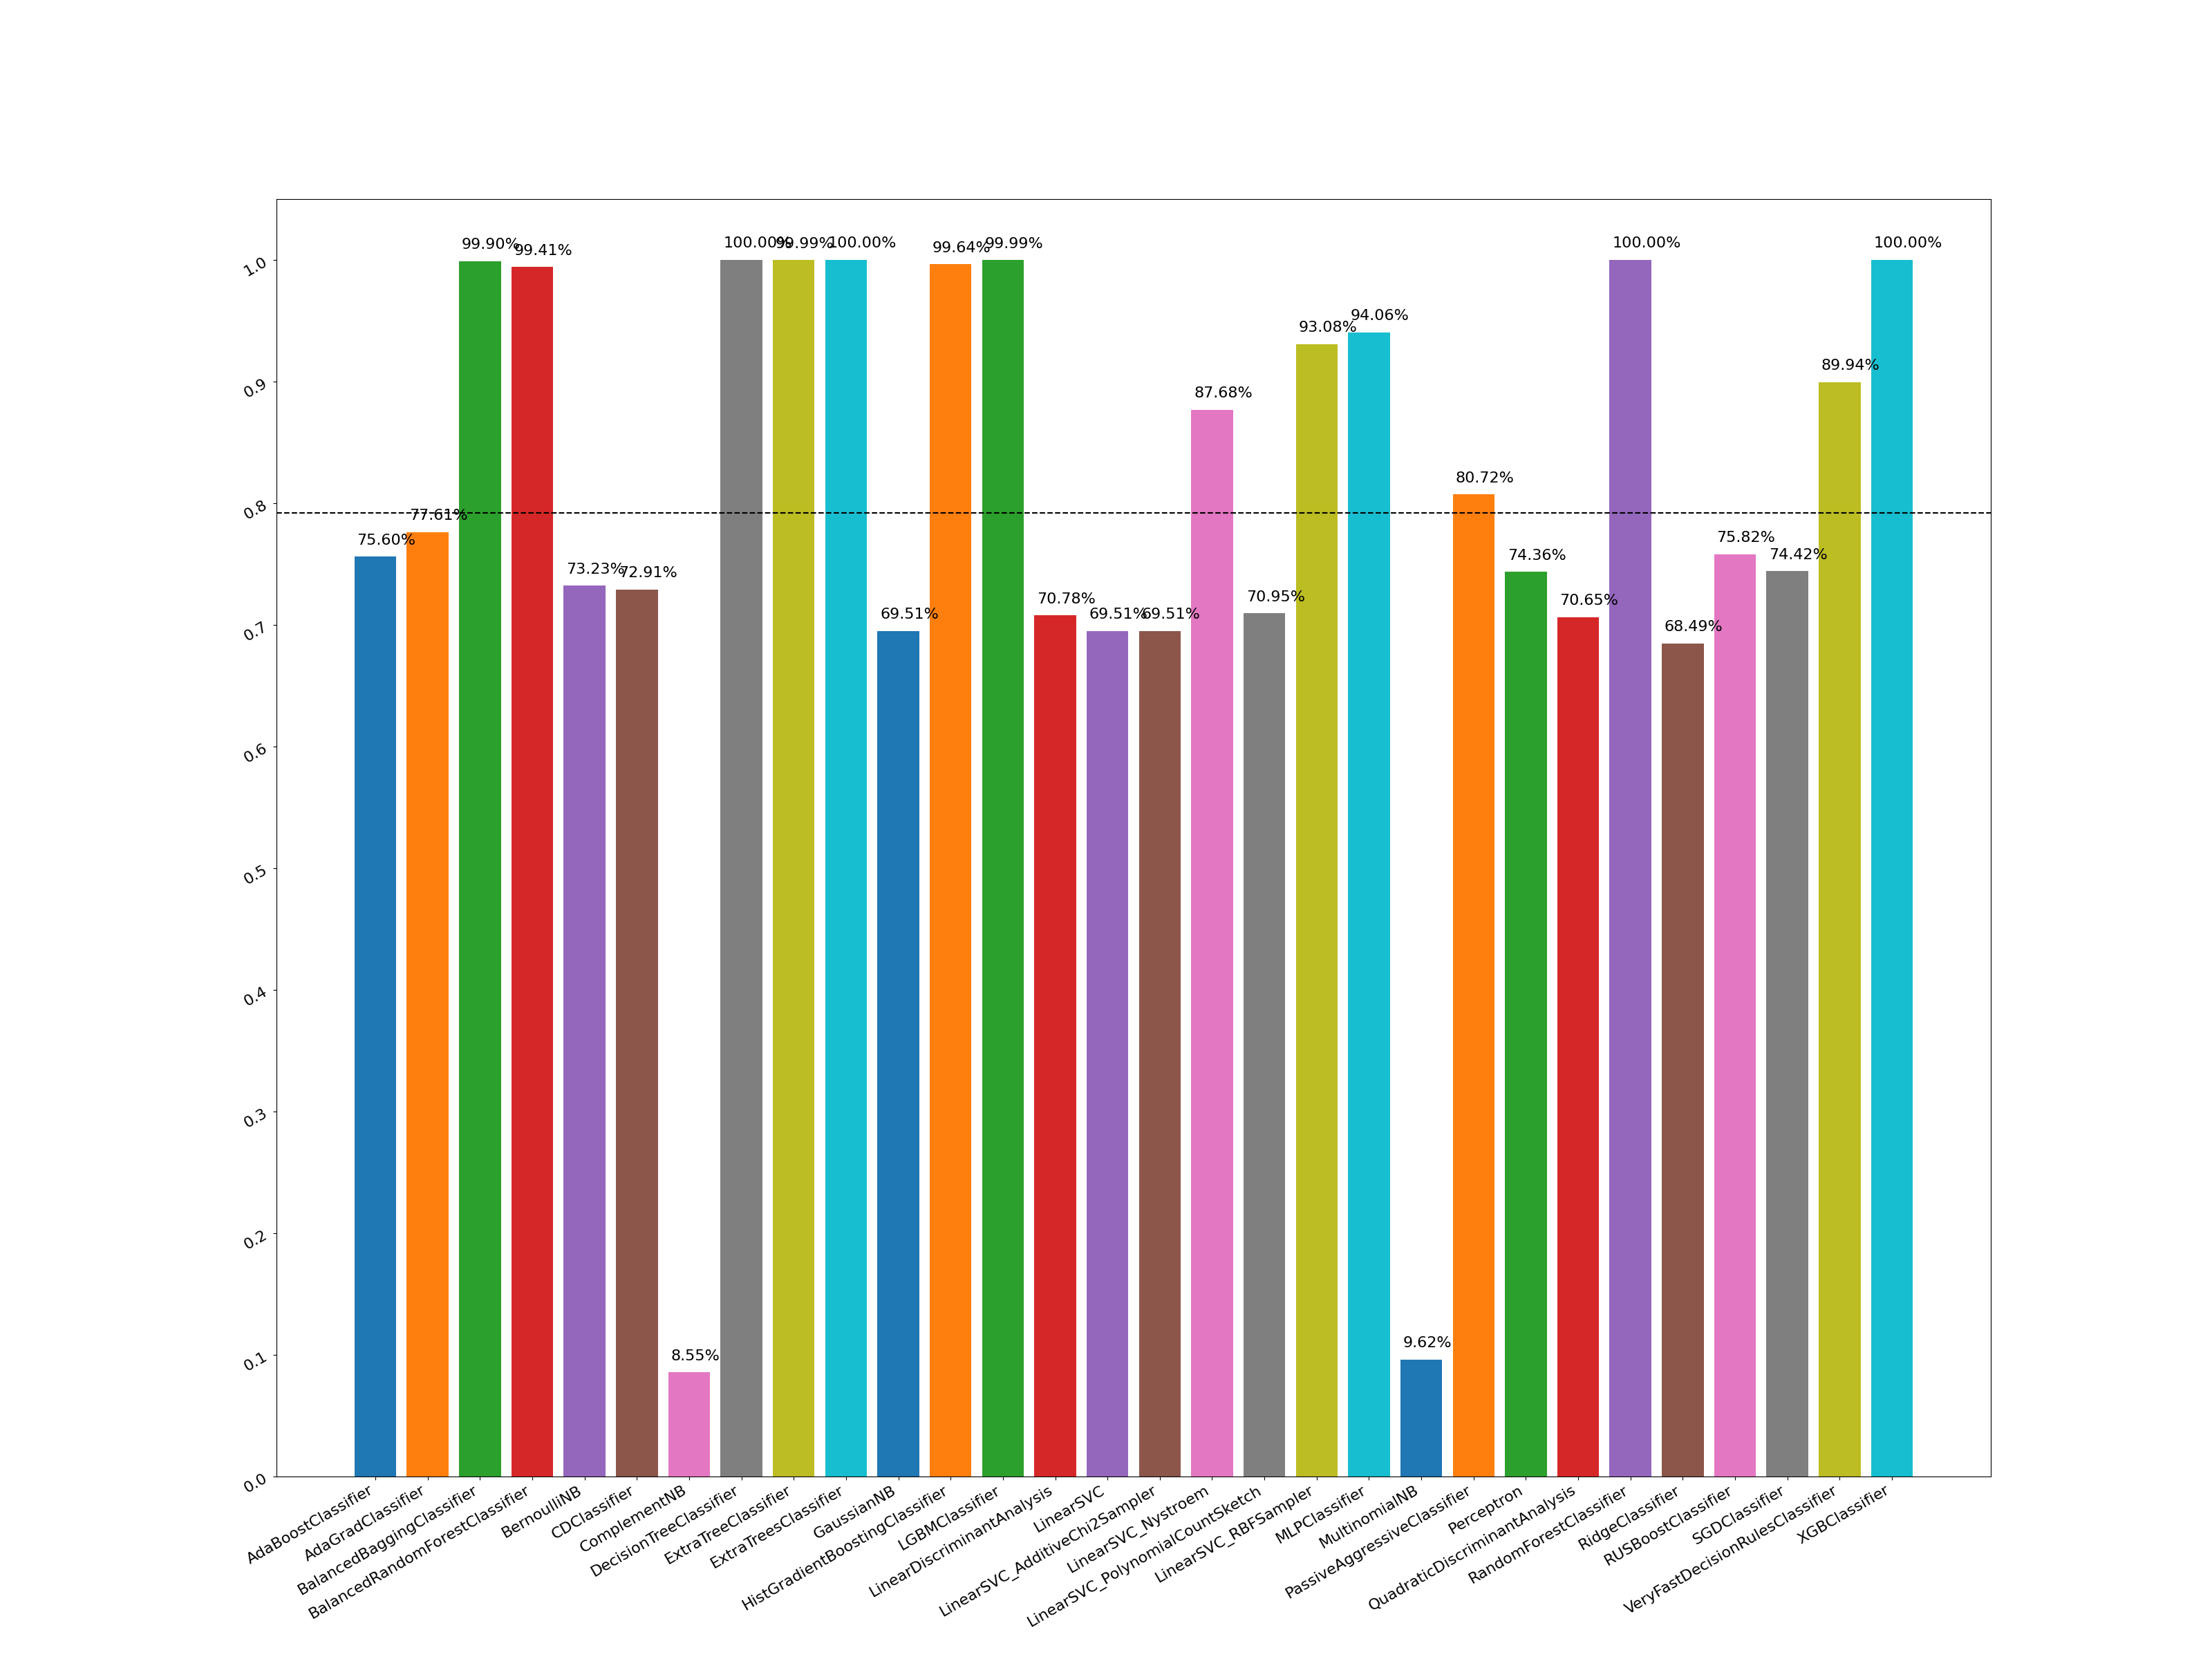 1.0
0.9
0.8
0.7
0.6
0.5
0.4
0.3
0.2
0.1
0.0
75.60%
77.61%
99.90%
99.41%
73.23%
72.91%
8.55%
100.00%
99.99%
100.00%
69.51%
99.64%
99.99%
70.78%
69.51%
69.51%
87.68%
70.95%
93.08%
94.06%
9.62%
80.72%
74.36%
70.65%
100.00%
68.49%
75.82%
74.42%
89.94%
100.00%
AdaBoostClassifier
AdaGradClassifier
BalancedBaggingClassifier
BalancedRandomForestClassifier
BernoulliNB
CDClassifier
ComplementNB
DecisionTreeClassifier
ExtraTreeClassifier
ExtraTreesClassifier
GaussianNB
HistGradientBoostingClassifier
LGBMClassifier
LinearDiscriminantAnalysis
LinearSVC
LinearSVC_AdditiveChi2Sampler
LinearSVC_Nystroem
LinearSVC_PolynomialCountSketch
LinearSVC_RBFSampler
MLPClassifier
MultinomialNB
PassiveAggressiveClassifier
Perceptron
QuadraticDiscriminantAnalysis
RandomForestClassifier
RidgeClassifier
RUSBoostClassifier
SGDClassifier
VeryFastDecisionRulesClassifier
XGBClassifier